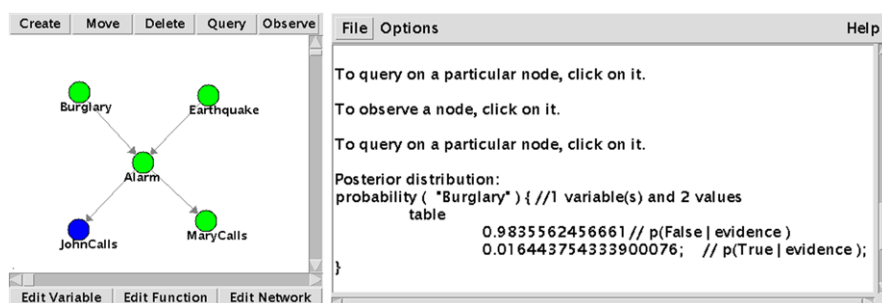 Create Move Delete Query Observe
Burglary
Earthquake
Alarm
JohnCalls
MaryCalls
Edit Variable Edit Function Edit Network
File Options Help
To query on a particular node, click on it.
To observe a node, click on it.
To query on a particular node, click on it.
Posterior distribution:
probability ( "Burglary" ) { //1 variable(s) and 2 values
table
0.9835562456661 // p(False | evidence )
0.016443754333900076; // p(True | evidence );
}